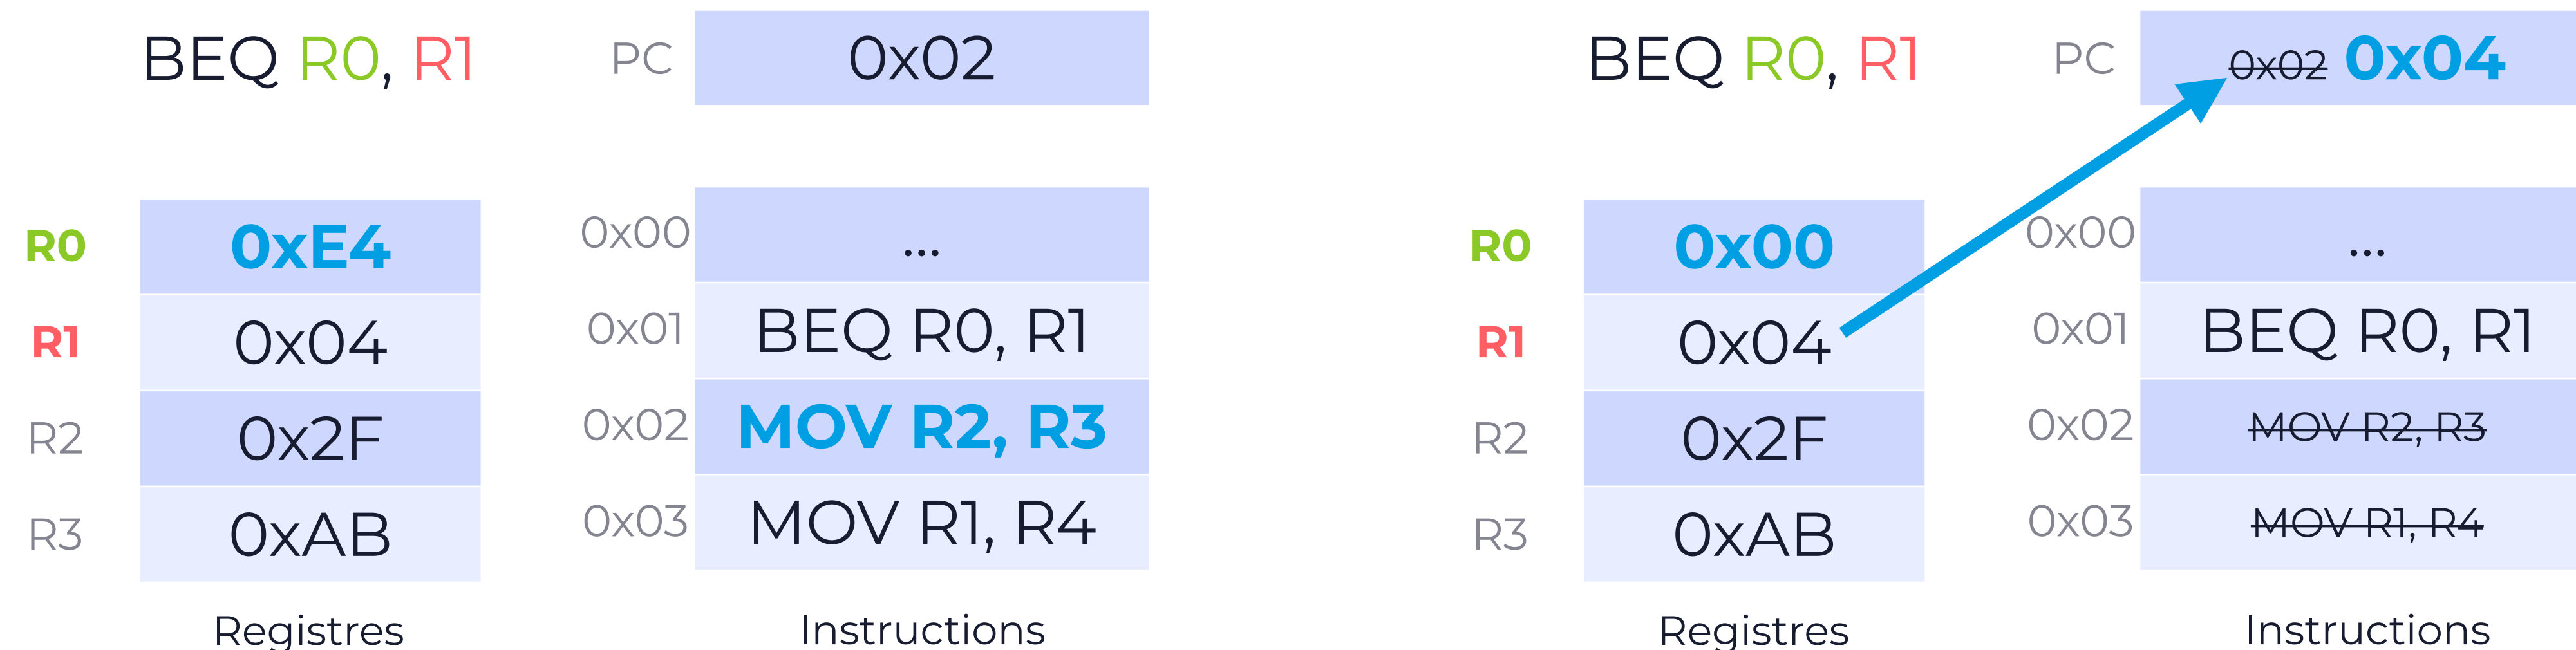 BEQ R0, R1
PC 0x02
R0 0xE4
R1 0x04
R2 0x2F
R3 0xAB
Registres
0x00 ...
0x01 BEQ R0, R1
0x02 MOV R2, R3
0x03 MOV R1, R4
Instructions
BEQ R0, R1
PC 0x02 0x04
R0 0x00
R1 0x04
R2 0x2F
R3 0xAB
Registres
0x00 ...
0x01 BEQ R0, R1
0x02 MOV R2, R3
0x03 MOV R1, R4
Instructions